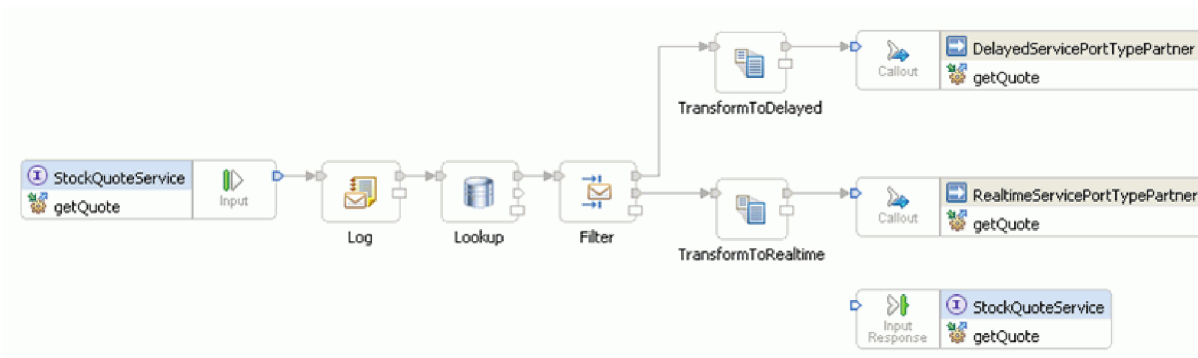 DelayedServicePortTypePartner
Callout
getQuote
TransformToDelayed
StockQuoteService
Input
getQuote
Log
Lookup
Filter
RealtimeServicePortTypePartner
Callout
getQuote
TransformToRealtime
StockQuoteService
Input
Response
getQuote